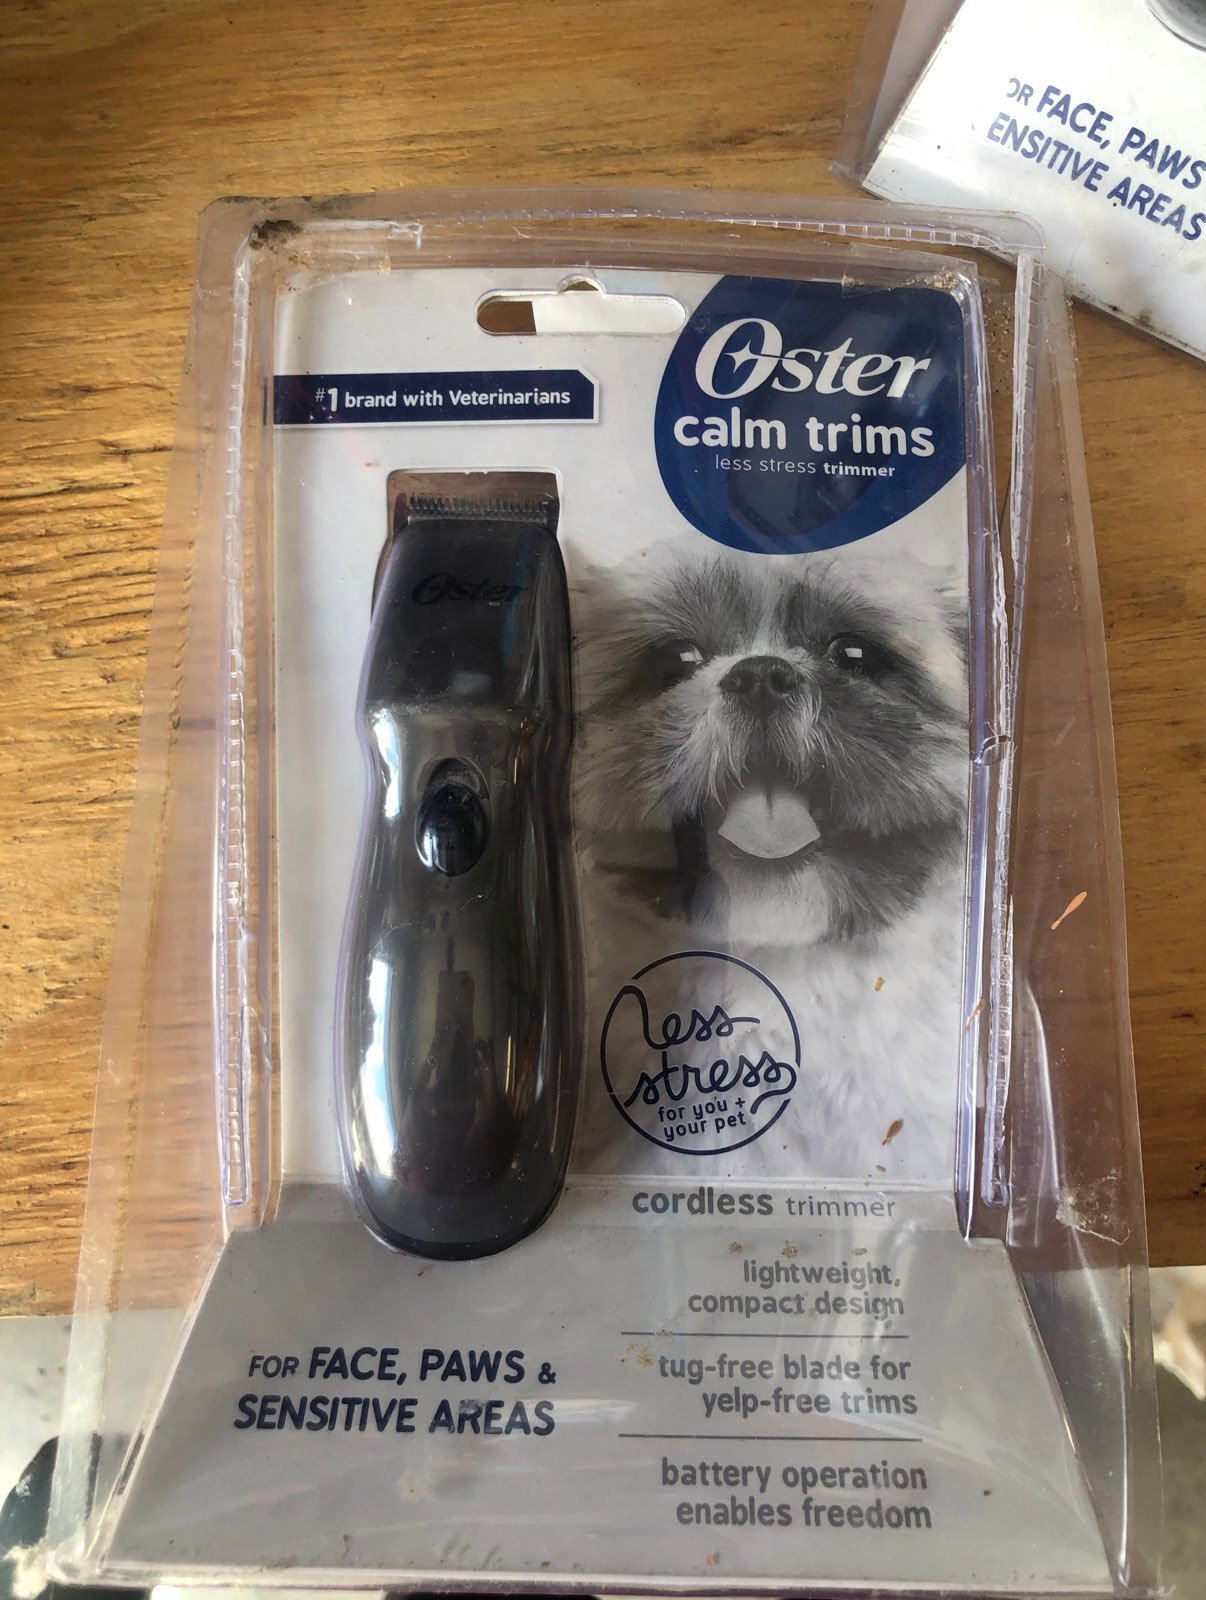 OR FACE, PAWS
ENSITIVE AREAS
Oster
calm trims
less stress trimmer
#1 brand with Veterinarians
Oster
less
stress
for you +
your pet
cordless trimmer
lightweight,
compact design
FOR FACE, PAWS &
SENSITIVE AREAS
tug-free blade for
yelp-free trims
battery operation
enables freedom